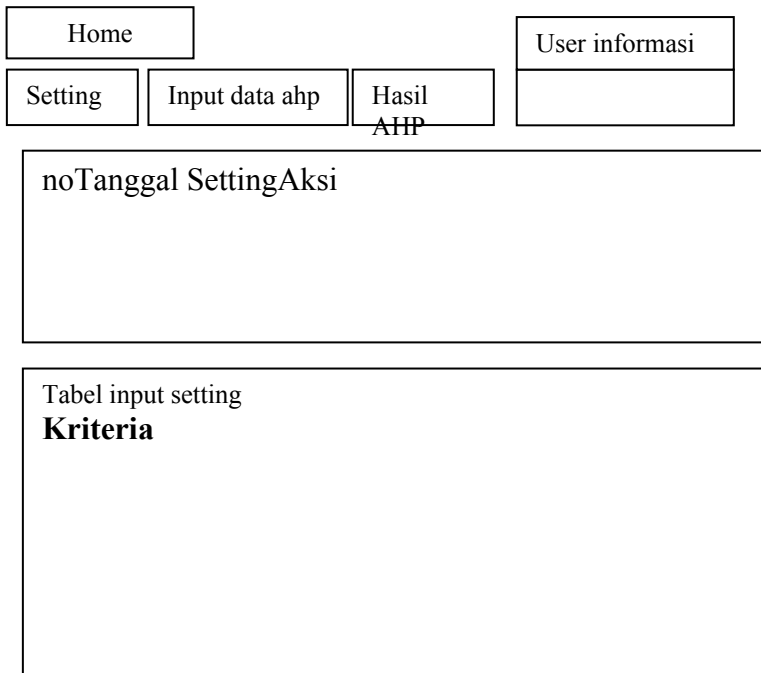 Home
User informasi
Setting
Input data ahp
Hasil
AHP
noTanggal SettingAksi
Tabel input setting
Kriteria